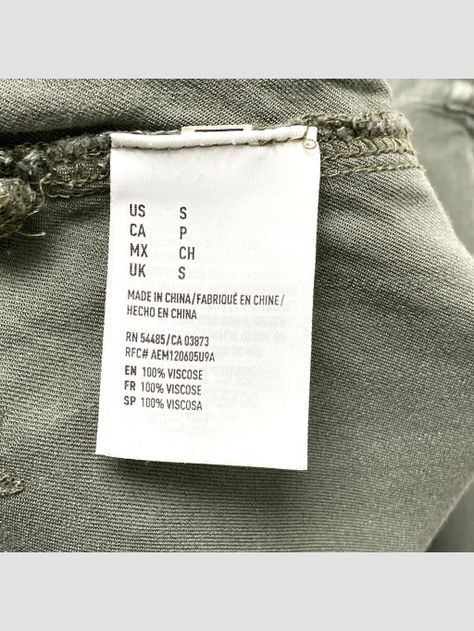 US S
CA P
MX CH
UK S
MADE IN CHINA/FABRIQUÉ EN CHINE/
HECHO EN CHINA
RN 54485/CA 03873
RFC# AEM120605U9A
EN 100% VISCOSE
FR 100% VISCOSE
SP 100% VISCOSA